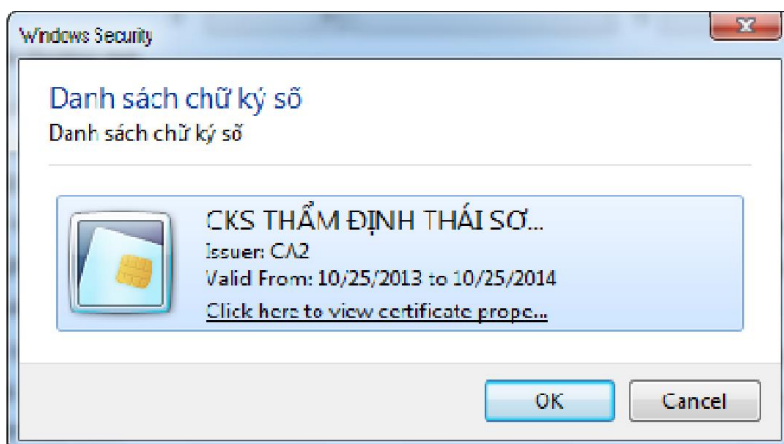 Windows Security
Danh sách chữ ký số
Danh sách chữ ký số
CKS THẨM ĐỊNH THÁI SƠ...
Issuer: CA2
Valid From: 10/25/2013 to 10/25/2014
Click here to view certificate prope...
OK
Cancel